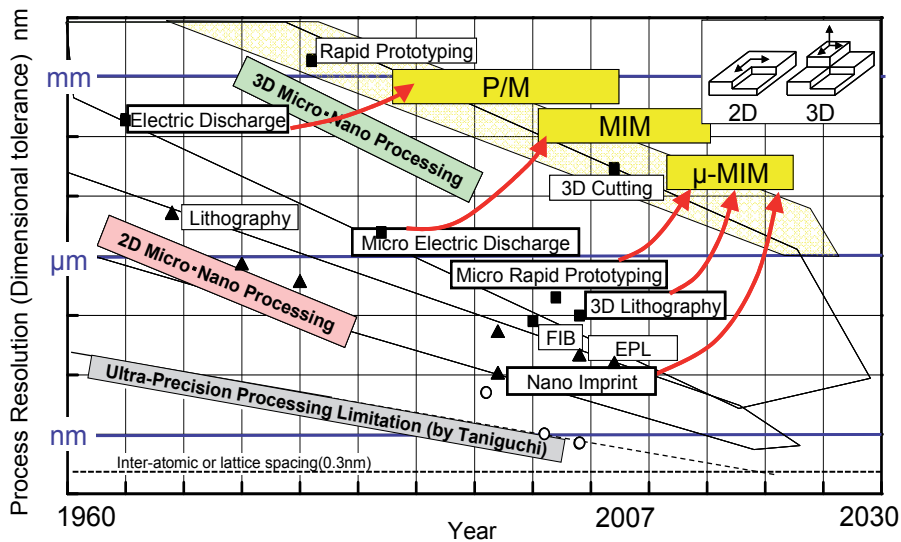 Process Resolution (Dimensional tolerance) nm
mm
μm
nm
Rapid Prototyping
P/M
2D
3D
Electric Discharge
3D Micro・Nano Processing
MIM
3D Cutting
μ-MIM
Lithography
Micro Electric Discharge
2D Micro・Nano Processing
Micro Rapid Prototyping
3D Lithography
FIB
EPL
Nano Imprint
Ultra-Precision Processing Limitation (by Taniguchi)
Inter-atomic or lattice spacing(0.3nm)
1960
Year
2007
2030